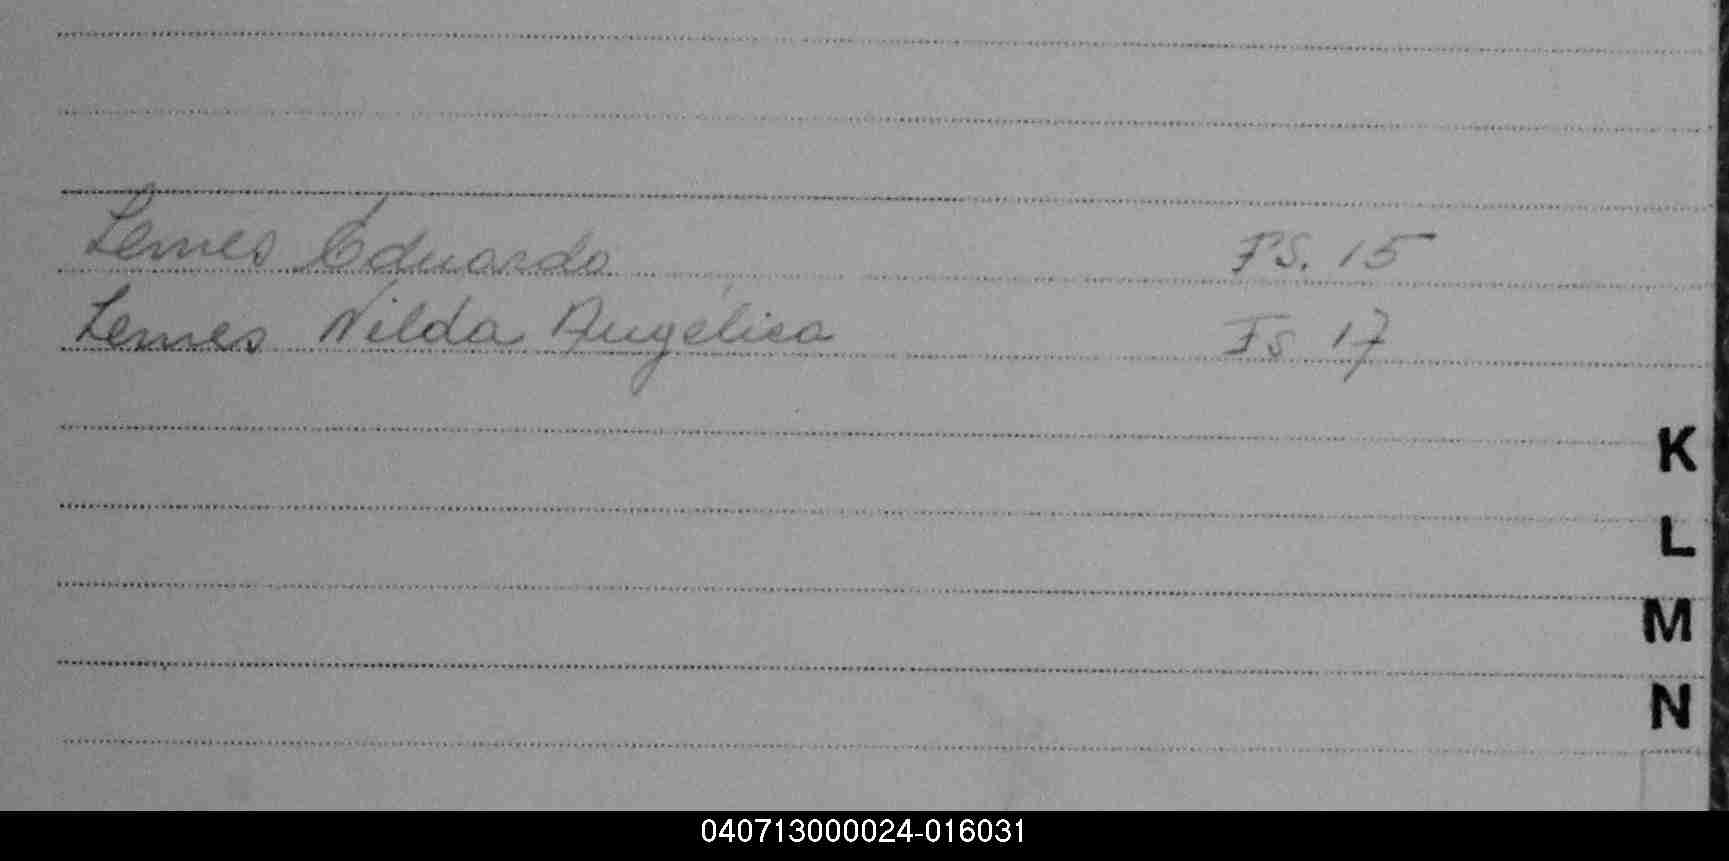 Lemes Eduardo FS. 15
Lemes Nilda Angélica Fs 17
K
L
M
N
040713000024-016031